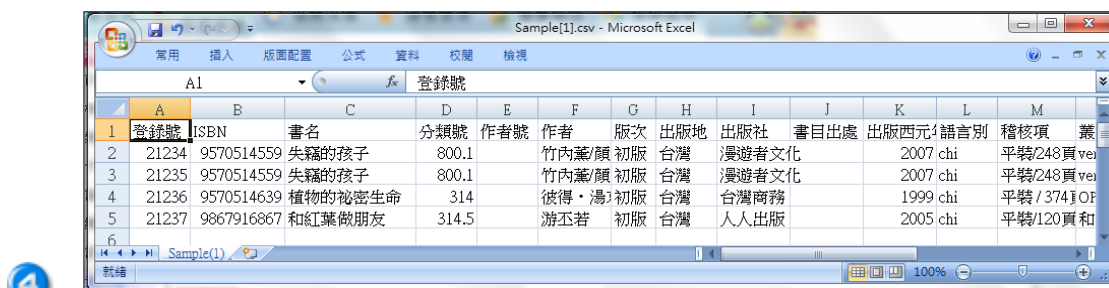 Sample[1].csv - Microsoft Excel
常用 插入 版面配置 公式 資料 校閱 檢視
A1 fx 登錄號
A B C D E F G H I J K L M
1 登錄號 ISBN 書名 分類號 作者號 作者 版次 出版地 出版社 書目出處 出版西元 語言別 稽核項 叢
2 21234 9570514559 失竊的孩子 800.1 竹內薰/顏 初版 台灣 漫遊者文化 2007 chi 平裝/248頁 ver
3 21235 9570514559 失竊的孩子 800.1 竹內薰/顏 初版 台灣 漫遊者文化 2007 chi 平裝/248頁 ver
4 21236 9570514639 植物的祕密生命 314 彼得・湯 初版 台灣 台灣商務 1999 chi 平裝 / 374 OP
5 21237 9867916867 和紅葉做朋友 314.5 游丕若 初版 台灣 人人出版 2005 chi 平裝/120頁 和
6
Sample(1)
就緒 100%
4